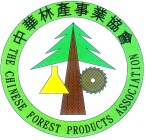 中華林產事業協會
THE CHINESE FOREST PRODUCTS ASSOCIATION